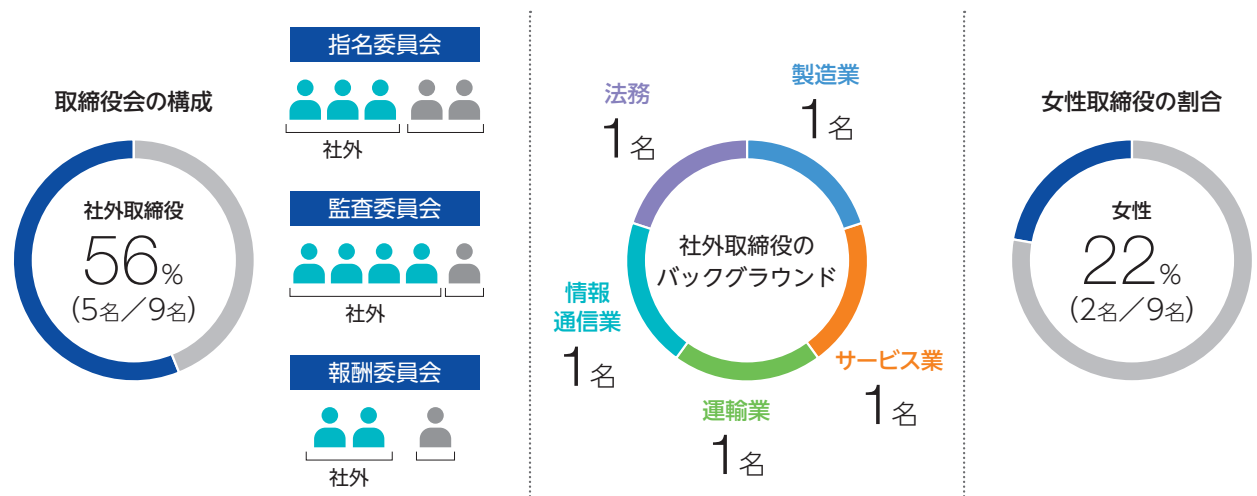 取締役会の構成
社外取締役
56%
(5名／9名)
指名委員会
社外
監査委員会
社外
報酬委員会
社外
法務
1名
製造業
1名
社外取締役の
バックグラウンド
情報
通信業
1名
サービス業
1名
運輸業
1名
女性取締役の割合
女性
22%
(2名／9名)